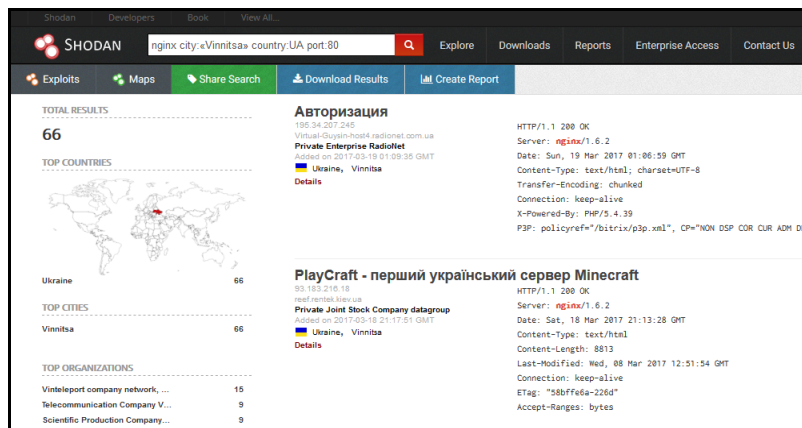 Shodan Developers Book View All...
SHODAN nginx city:«Vinnitsa» country:UA port:80 Explore Downloads Reports Enterprise Access Contact Us
Exploits Maps Share Search Download Results Create Report
TOTAL RESULTS
66
TOP COUNTRIES
Ukraine 66
TOP CITIES
Vinnitsa 66
TOP ORGANIZATIONS
Vinteleport company network, ... 15
Telecommunication Company V... 9
Scientific Production Company... 9
Авторизация
195.34.207.245
Virtual-Guysin-host4.radionet.com.ua
Private Enterprise RadioNet
Added on 2017-03-19 01:09:35 GMT
Ukraine, Vinnitsa
Details
HTTP/1.1 200 OK
Server: nginx/1.6.2
Date: Sun, 19 Mar 2017 01:06:59 GMT
Content-Type: text/html; charset=UTF-8
Transfer-Encoding: chunked
Connection: keep-alive
X-Powered-By: PHP/5.4.39
P3P: policyref="/bitrix/p3p.xml", CP="NON DSP COR CUR ADM
PlayCraft - перший український сервер Minecraft
93.183.216.18
reef.rentek.kiev.ua
Private Joint Stock Company datagroup
Added on 2017-03-18 21:17:51 GMT
Ukraine, Vinnitsa
Details
HTTP/1.1 200 OK
Server: nginx/1.6.2
Date: Sat, 18 Mar 2017 21:13:28 GMT
Content-Type: text/html
Content-Length: 8813
Last-Modified: Wed, 08 Mar 2017 12:51:54 GMT
Connection: keep-alive
ETag: "58bffe6a-226d"
Accept-Ranges: bytes